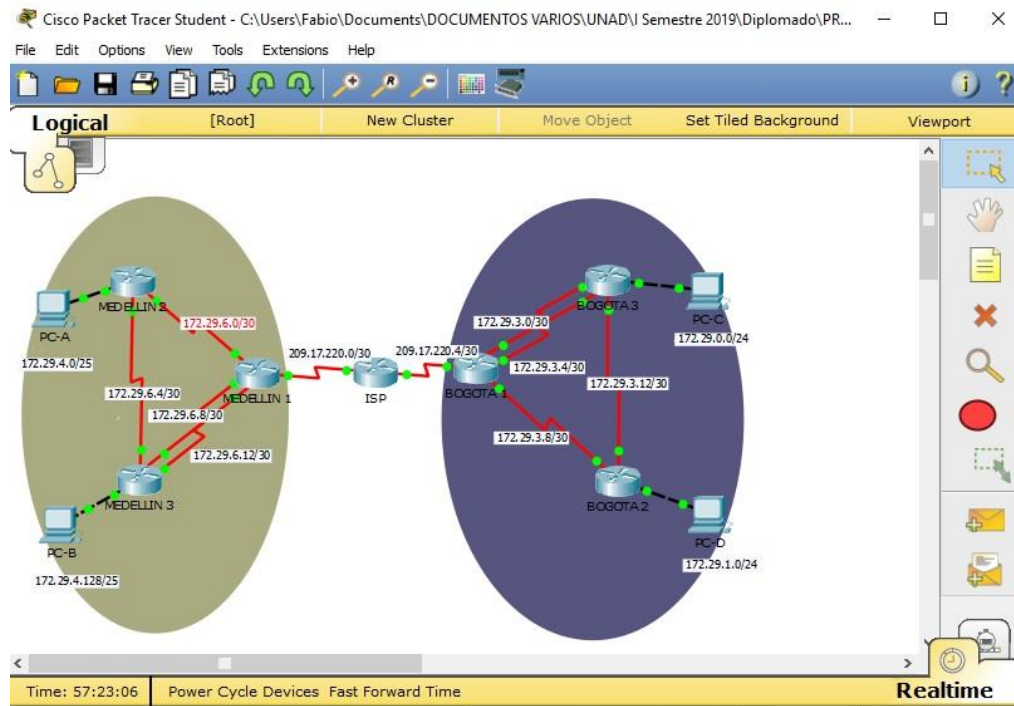 Cisco Packet Tracer Student - C:\Users\Fabio\Documents\DOCUMENTOS VARIOS\UNAD\I Semestre 2019\Diplomado\PR...
File Edit Options View Tools Extensions Help
Logical [Root] New Cluster Move Object Set Tiled Background Viewport
MEDELLIN 2
PC-A
172.29.4.0/25
172.29.6.0/30
172.29.6.4/30
172.29.6.8/30
172.29.6.12/30
MEDELLIN 1
MEDELLIN 3
PC-B
172.29.4.128/25
209.17.220.0/30
ISP
209.17.220.4/30
BOGOTA 1
172.29.3.0/30
172.29.3.4/30
BOGOTA 3
PC-C
172.29.0.0/24
172.29.3.12/30
172.29.3.8/30
BOGOTA 2
PC-D
172.29.1.0/24
Time: 57:23:06 Power Cycle Devices Fast Forward Time Realtime